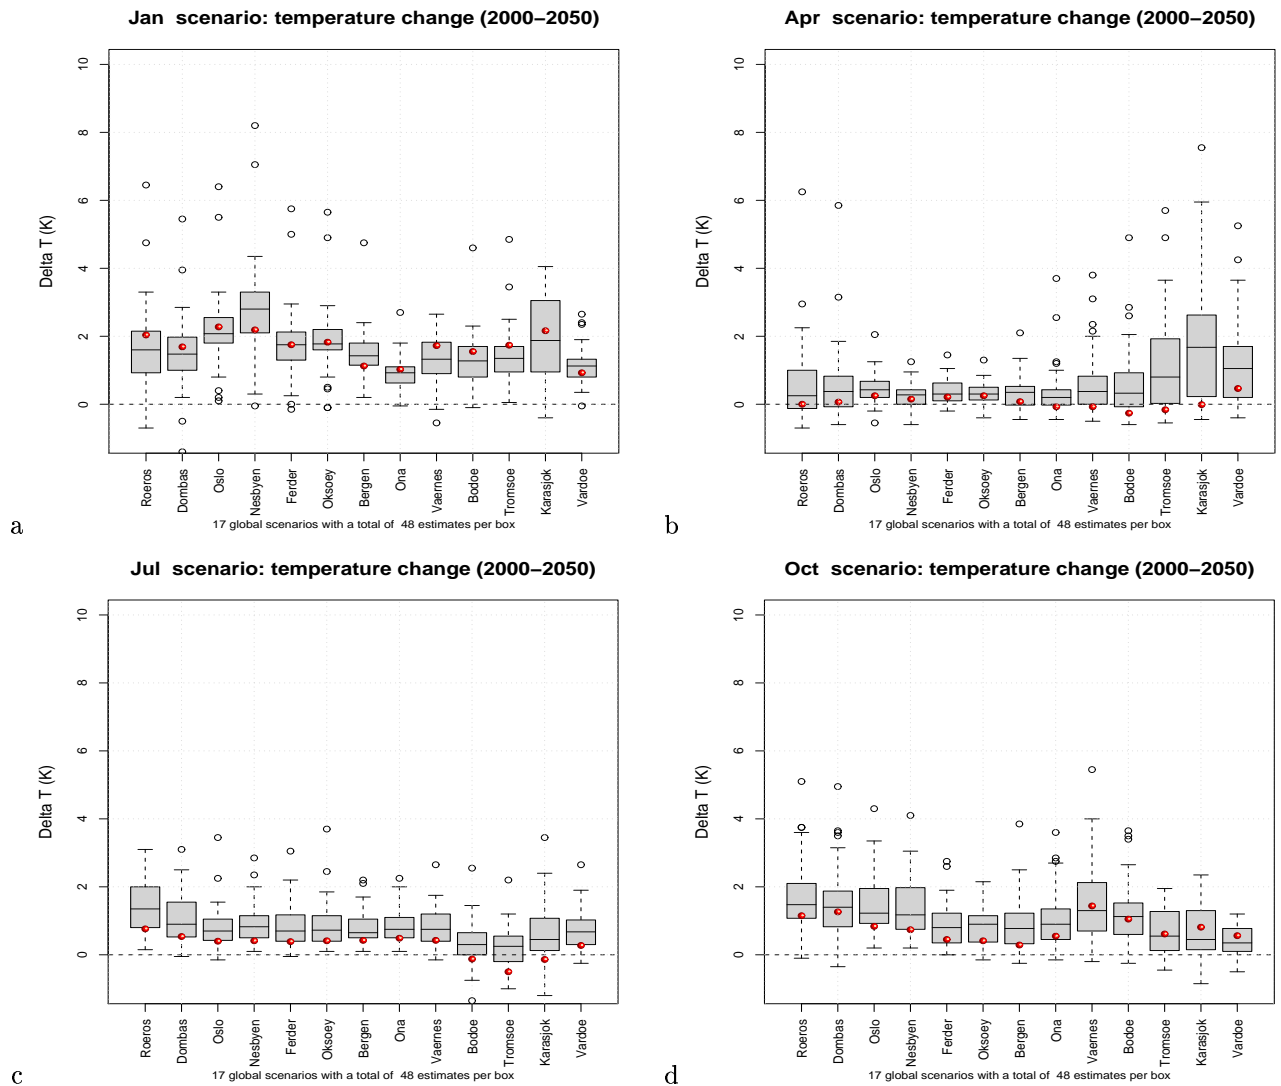 Jan scenario: temperature change (2000−2050)
Delta T (K)
10
8
6
4
2
0
Roeros
Dombas
Oslo
Nesbyen
Ferder
Oksoey
Bergen
Ona
Vaernes
Bodoe
Tromsoe
Karasjok
Vardoe
17 global scenarios with a total of 48 estimates per box
a
Apr scenario: temperature change (2000−2050)
Delta T (K)
10
8
6
4
2
0
Roeros
Dombas
Oslo
Nesbyen
Ferder
Oksoey
Bergen
Ona
Vaernes
Bodoe
Tromsoe
Karasjok
Vardoe
17 global scenarios with a total of 48 estimates per box
b
Jul scenario: temperature change (2000−2050)
Delta T (K)
10
8
6
4
2
0
Roeros
Dombas
Oslo
Nesbyen
Ferder
Oksoey
Bergen
Ona
Vaernes
Bodoe
Tromsoe
Karasjok
Vardoe
17 global scenarios with a total of 48 estimates per box
c
Oct scenario: temperature change (2000−2050)
Delta T (K)
10
8
6
4
2
0
Roeros
Dombas
Oslo
Nesbyen
Ferder
Oksoey
Bergen
Ona
Vaernes
Bodoe
Tromsoe
Karasjok
Vardoe
17 global scenarios with a total of 48 estimates per box
d